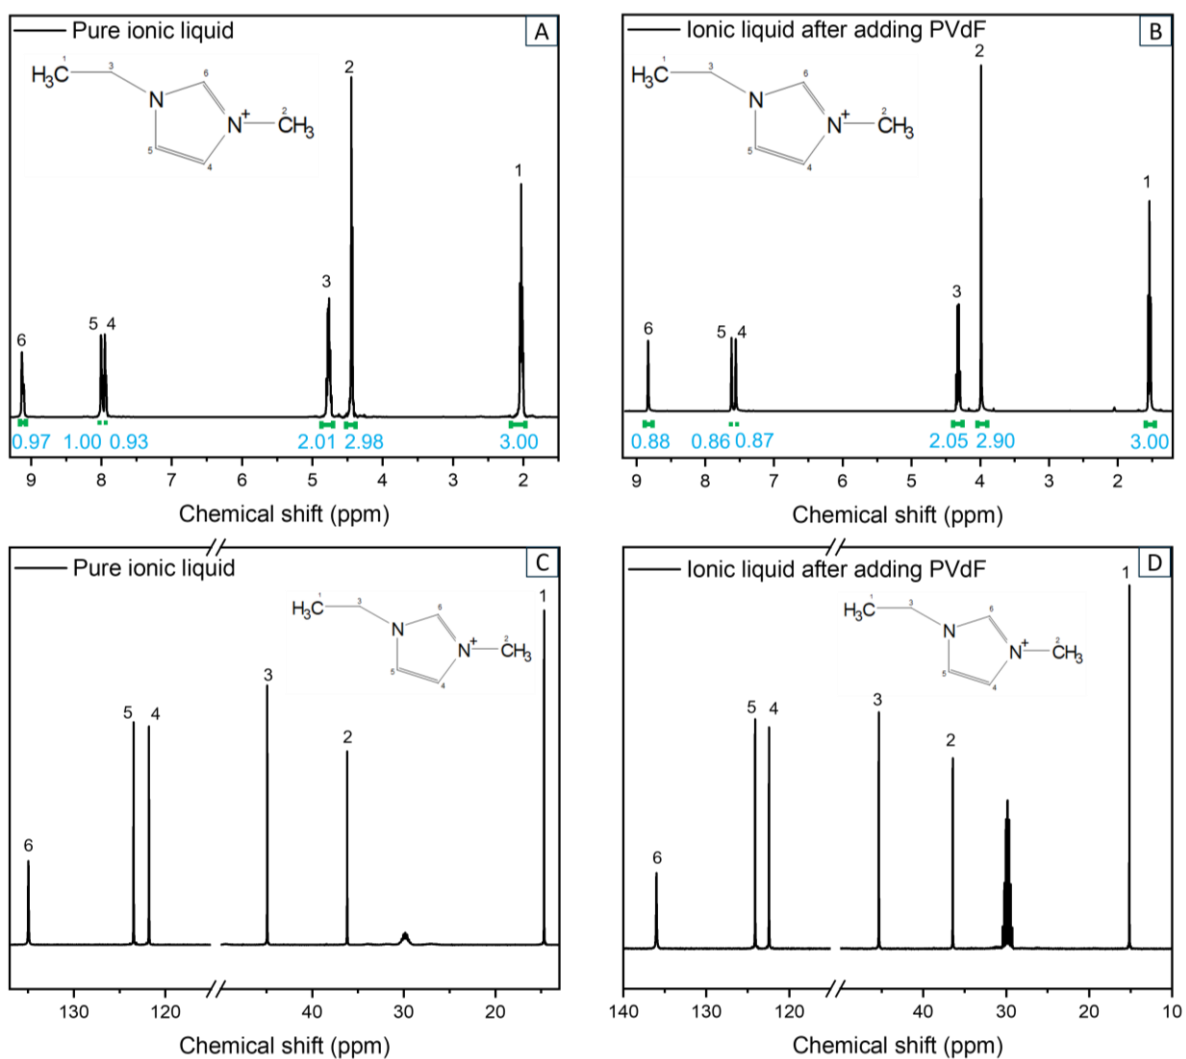 Pure ionic liquid
A
H₃C
1
3
6
N
N⁺
2
CH₃
5
4
6
5 4
3
2
1
0.97 1.00 0.93 2.01 2.98 3.00
9 8 7 6 5 4 3 2
Chemical shift (ppm)
Ionic liquid after adding PVdF
B
H₃C
1
3
6
N
N⁺
2
CH₃
5
4
6
5 4
3
2
1
0.88 0.86 0.87 2.05 2.90 3.00
9 8 7 6 5 4 3 2
Chemical shift (ppm)
Pure ionic liquid
C
H₃C
1
3
6
N
N⁺
2
CH₃
5
4
6
5 4
3
2
1
130 120 40 30 20
Chemical shift (ppm)
Ionic liquid after adding PVdF
D
H₃C
1
3
6
N
N⁺
2
CH₃
5
4
6
5 4
3
2
1
140 130 120 40 30 20 10
Chemical shift (ppm)